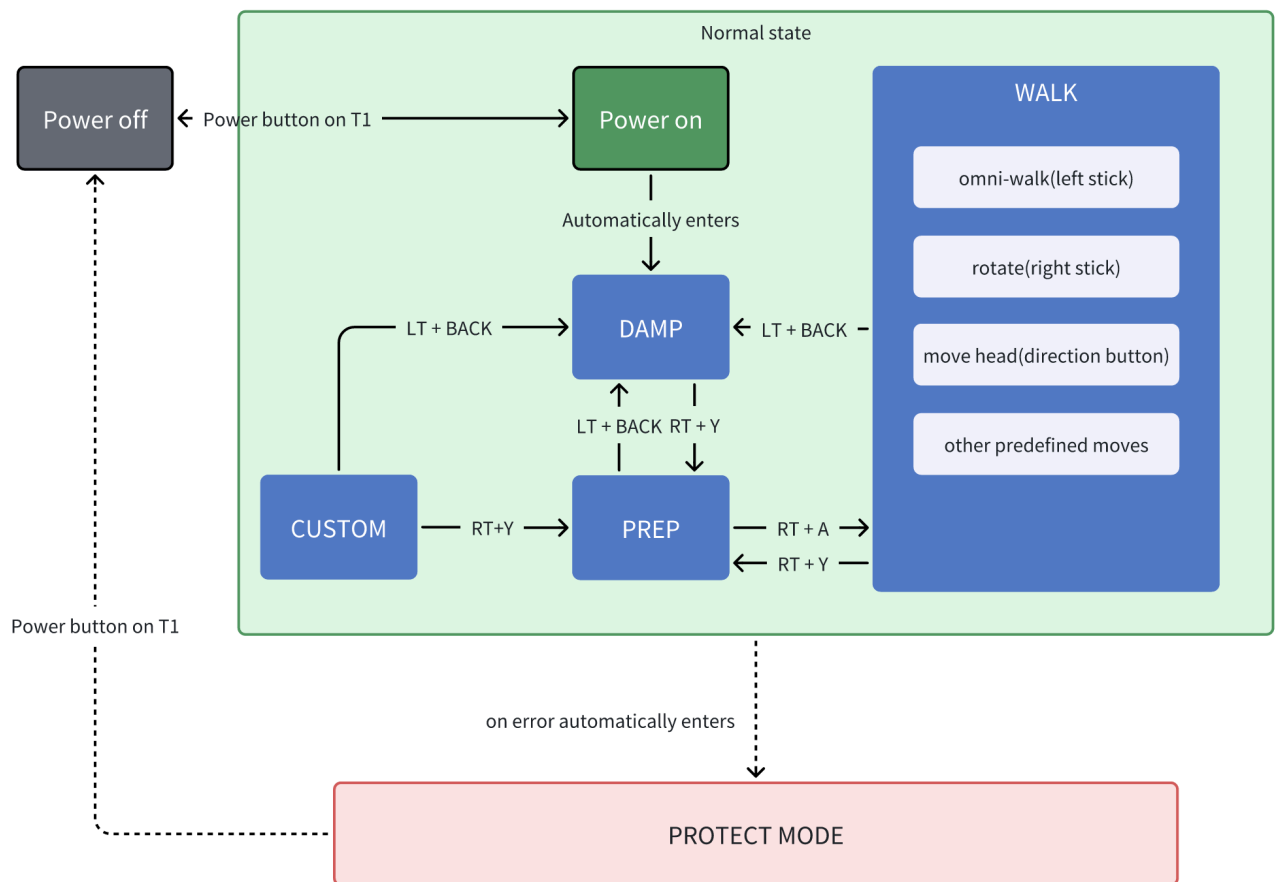 Normal state
Power off
Power button on T1
Power on
WALK
omni-walk(left stick)
Automatically enters
rotate(right stick)
LT + BACK
DAMP
LT + BACK
move head(direction button)
LT + BACK
RT + Y
other predefined moves
CUSTOM
RT+Y
PREP
RT + A
RT + Y
Power button on T1
on error automatically enters
PROTECT MODE